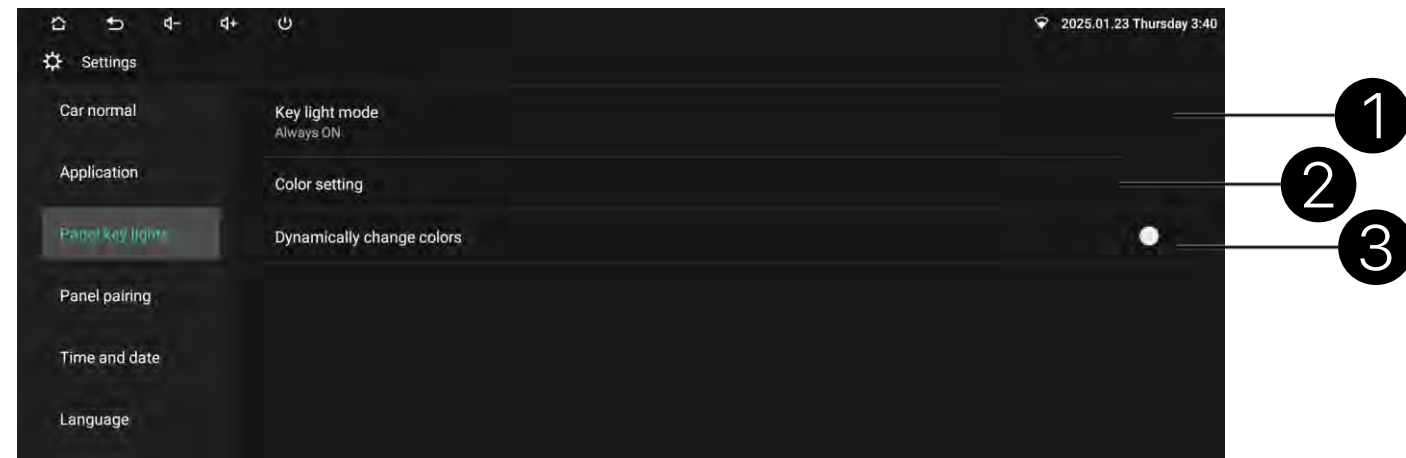 2025.01.23 Thursday 3:40
Settings
Car normal
Application
Panel key lights
Panel pairing
Time and date
Language
Key light mode
Always ON
Color setting
Dynamically change colors
1
2
3